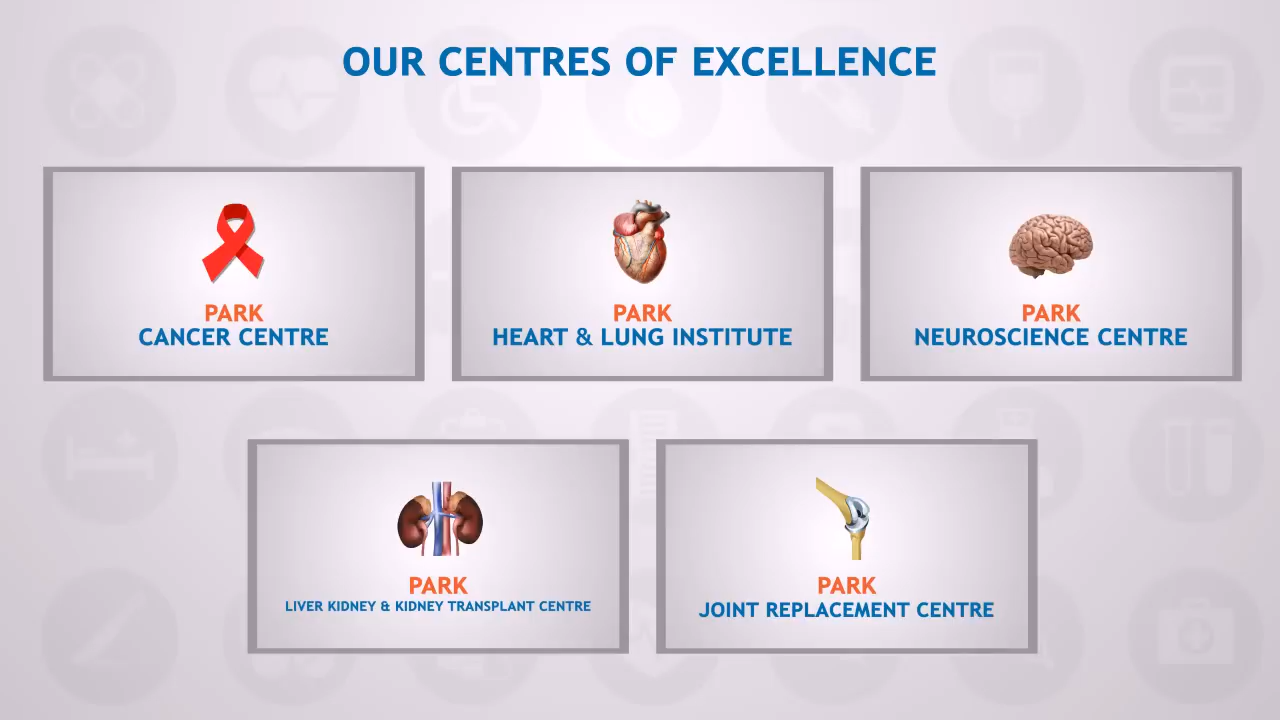 OUR CENTRES OF EXCELLENCE
PARK
CANCER CENTRE
PARK
HEART & LUNG INSTITUTE
PARK
NEUROSCIENCE CENTRE
PARK
LIVER KIDNEY & KIDNEY TRANSPLANT CENTRE
PARK
JOINT REPLACEMENT CENTRE